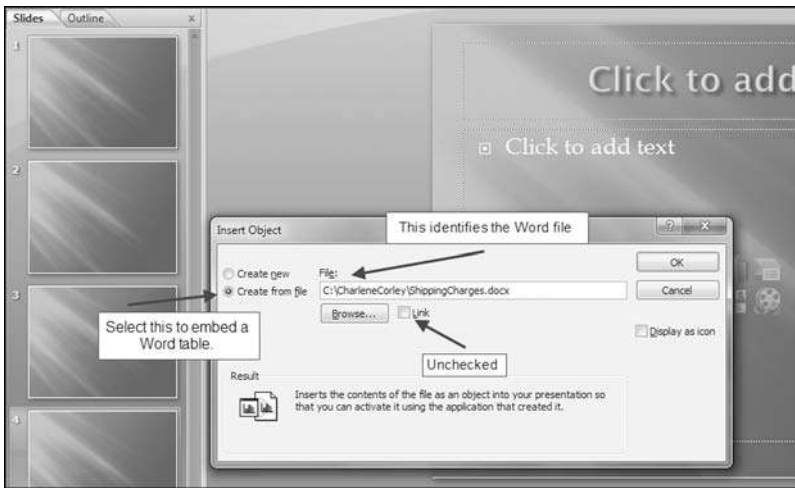 Slides Outline x
1
Click to add
Click to add text
2
This identifies the Word file
Insert Object
Create new
File:
OK
Create from file
C:\CharleneCorley\ShippingCharges.docx
Cancel
3
Select this to embed a
Word table.
Browse...
Link
Display as icon
Unchecked
Result
Inserts the contents of the file as an object into your presentation so
that you can activate it using the application that created it.
4